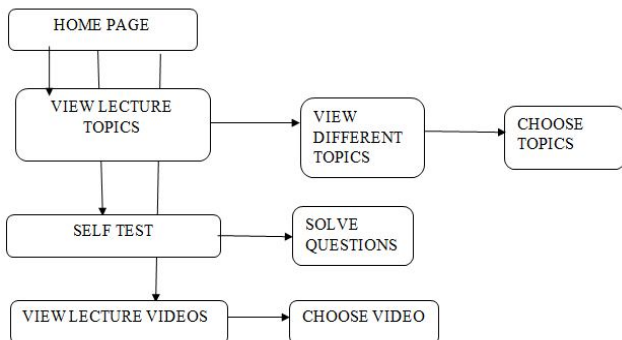 HOME PAGE
VIEW LECTURE
TOPICS
VIEW
DIFFERENT
TOPICS
CHOOSE
TOPICS
SELF TEST
SOLVE
QUESTIONS
VIEW LECTURE VIDEOS
CHOOSE VIDEO